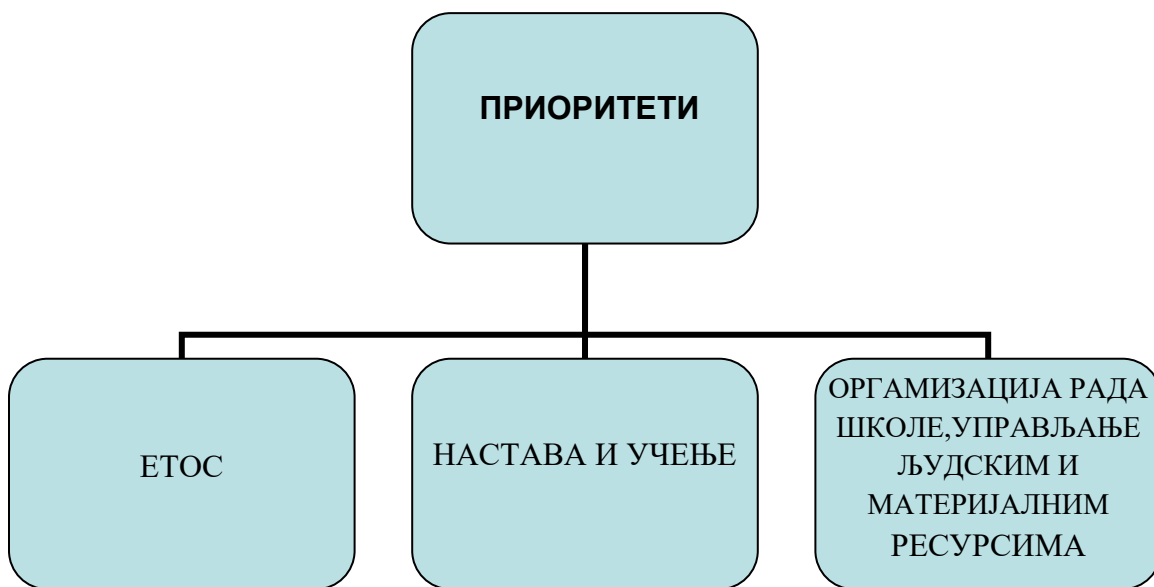 ПРИОРИТЕТИ
ЕТОС
НАСТАВА И УЧЕЊЕ
ОРГАМИЗАЦИЈА РАДА
ШКОЛЕ,УПРАВЉАЊЕ
ЉУДСКИМ И
МАТЕРИЈАЛНИМ
РЕСУРСИМА